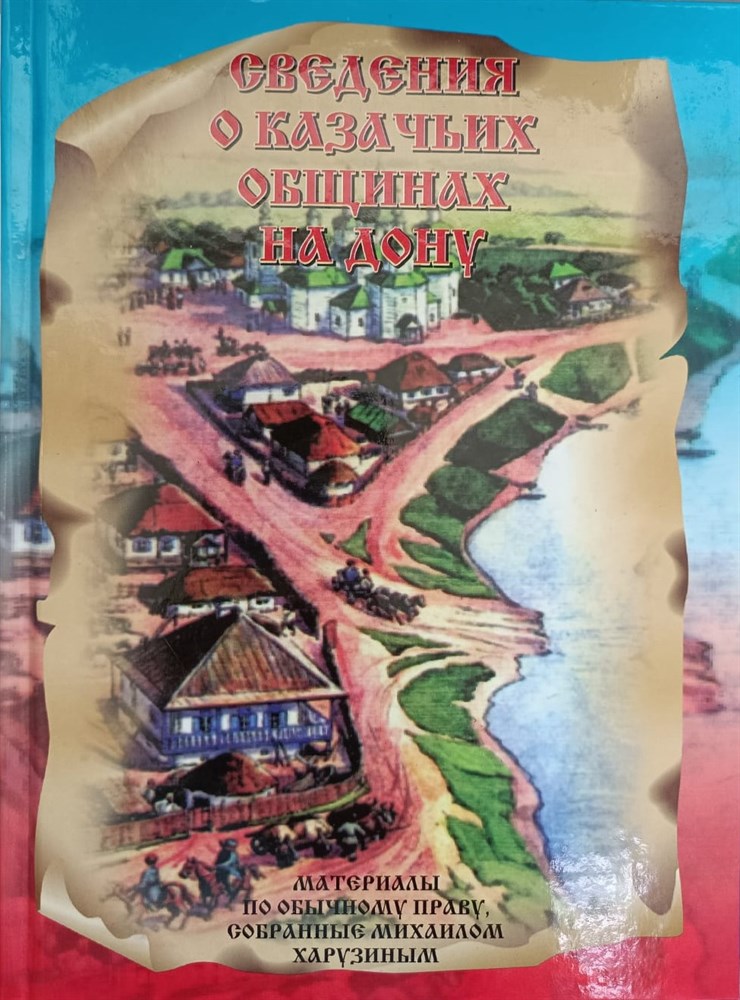 СВЕДЕНИЯ
О КАЗАЧЬИХ
ОБЩИНАХ
НА ДОНУ
МАТЕРИАЛЫ
ПО ОБЫЧНОМУ ПРАВУ,
СОБРАННЫЕ МИХАИЛОМ
ХАРУЗИНЫМ